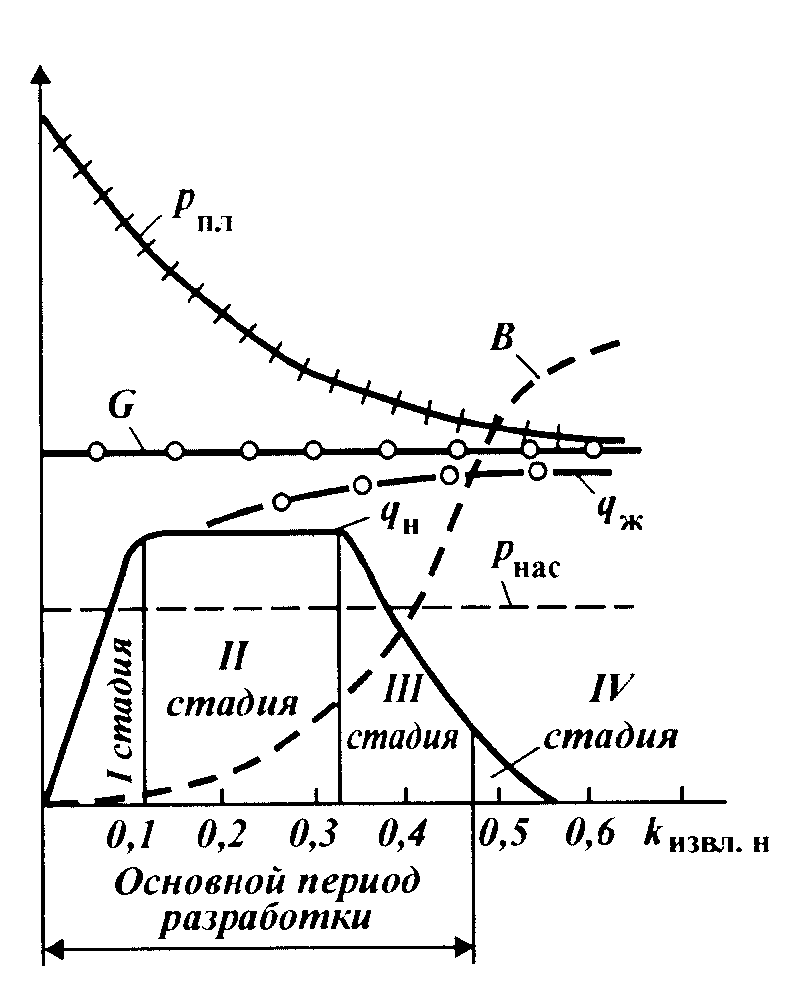 p пл
B
G
q н
q ж
p нас
I стадия
II
стадия
III
стадия
IV
стадия
0,1 0,2 0,3 0,4 0,5 0,6 k извл. н
Основной период
разработки